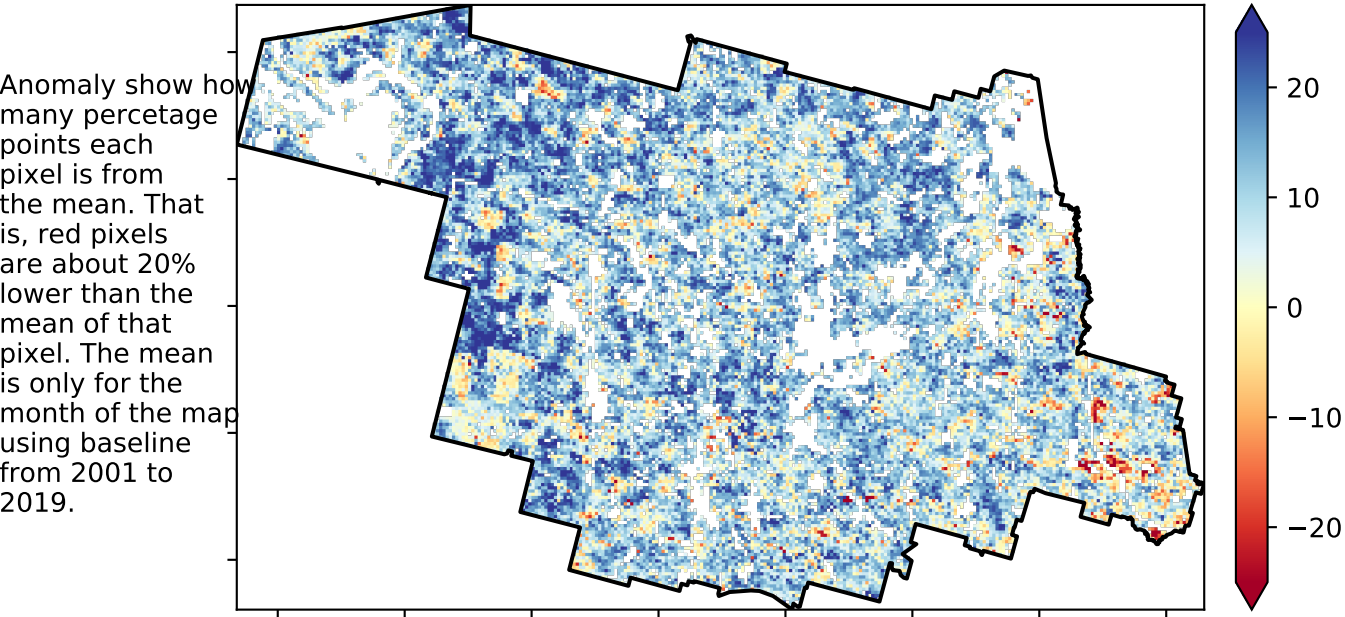 Anomaly show how
many percetage
points each
pixel is from
the mean. That
is, red pixels
are about 20%
lower than the
mean of that
pixel. The mean
is only for the
month of the map
using baseline
from 2001 to
2019.
20
10
0
−10
−20